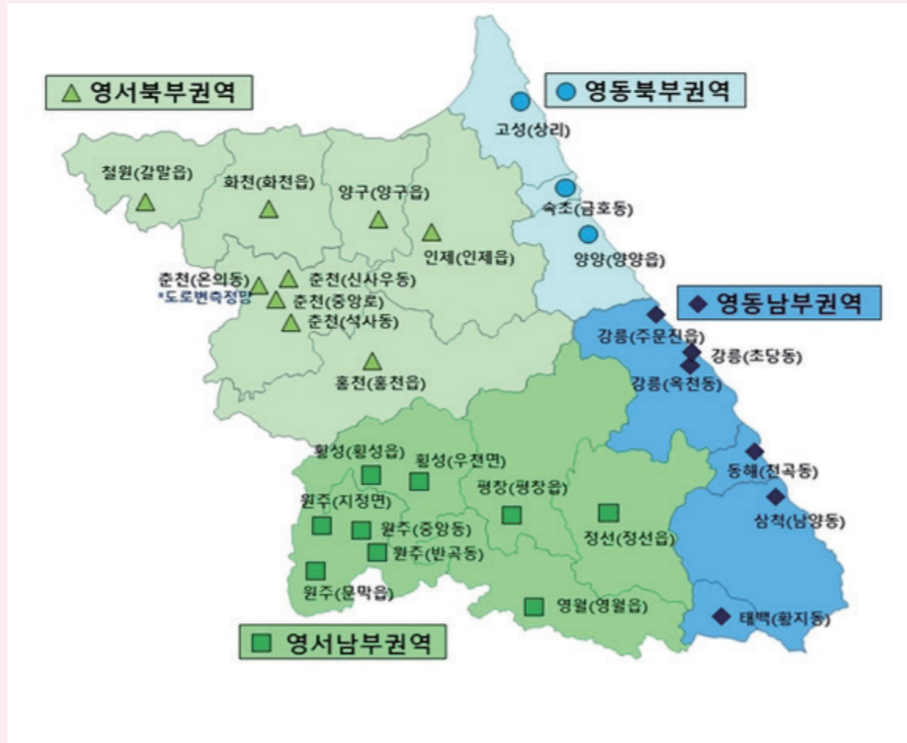 영서북부권역
영동북부권역
고성(상리)
철원(갈말읍)
화천(화천읍)
양구(양구읍)
속초(금호동)
인제(인제읍)
양양(양양읍)
춘천(온의동)
*도로변측정망
춘천(신사우동)
춘천(중앙로)
춘천(석사동)
영동남부권역
강릉(주문진읍)
강릉(초당동)
강릉(옥천동)
홍천(홍천읍)
횡성(횡성읍)
횡성(우천면)
평창(평창읍)
동해(천곡동)
원주(지정면)
원주(중앙동)
정선(정선읍)
삼척(남양동)
원주(반곡동)
원주(문막읍)
영월(영월읍)
태백(황지동)
영서남부권역